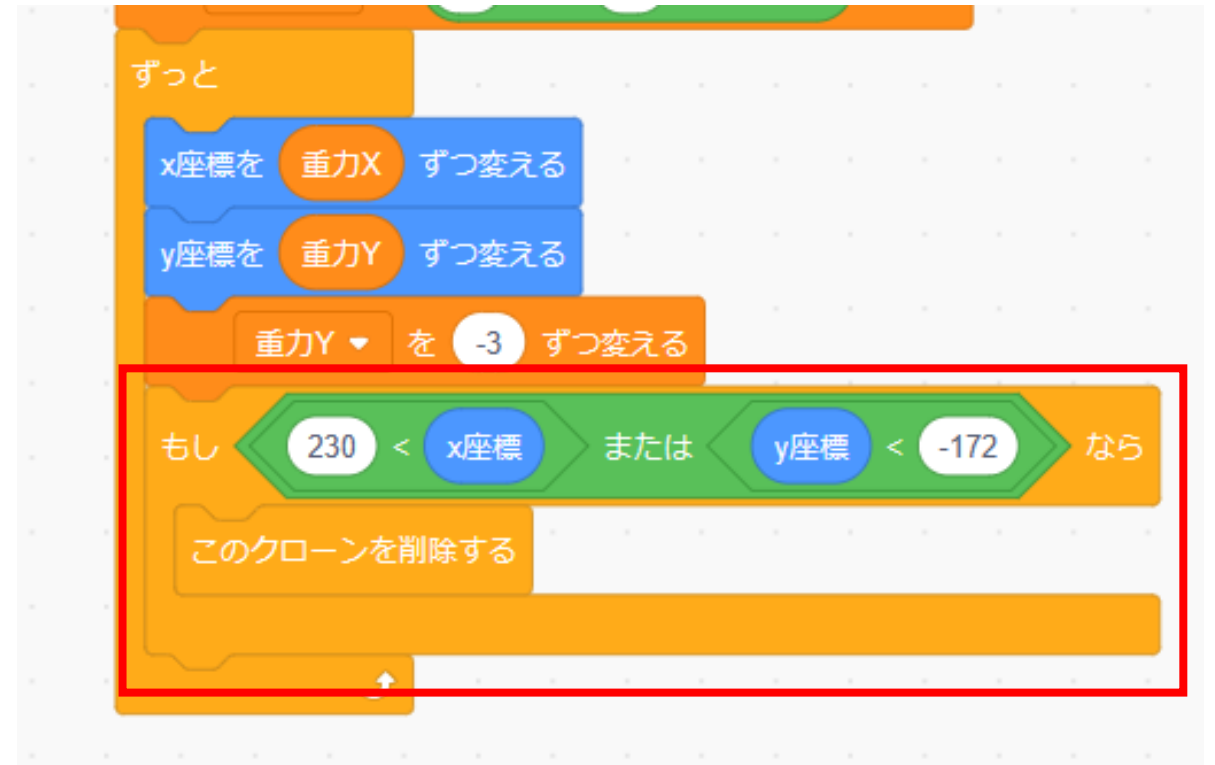 ずっと
x座標を 重力X ずつ変える
y座標を 重力Y ずつ変える
重力Y を -3 ずつ変える
もし 230 < x座標 または y座標 < -172 なら
このクローンを削除する